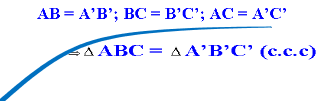 AB = A’B’; BC = B’C’; AC = A’C’
⇒ Δ ABC = Δ A’B’C’ (c.c.c)